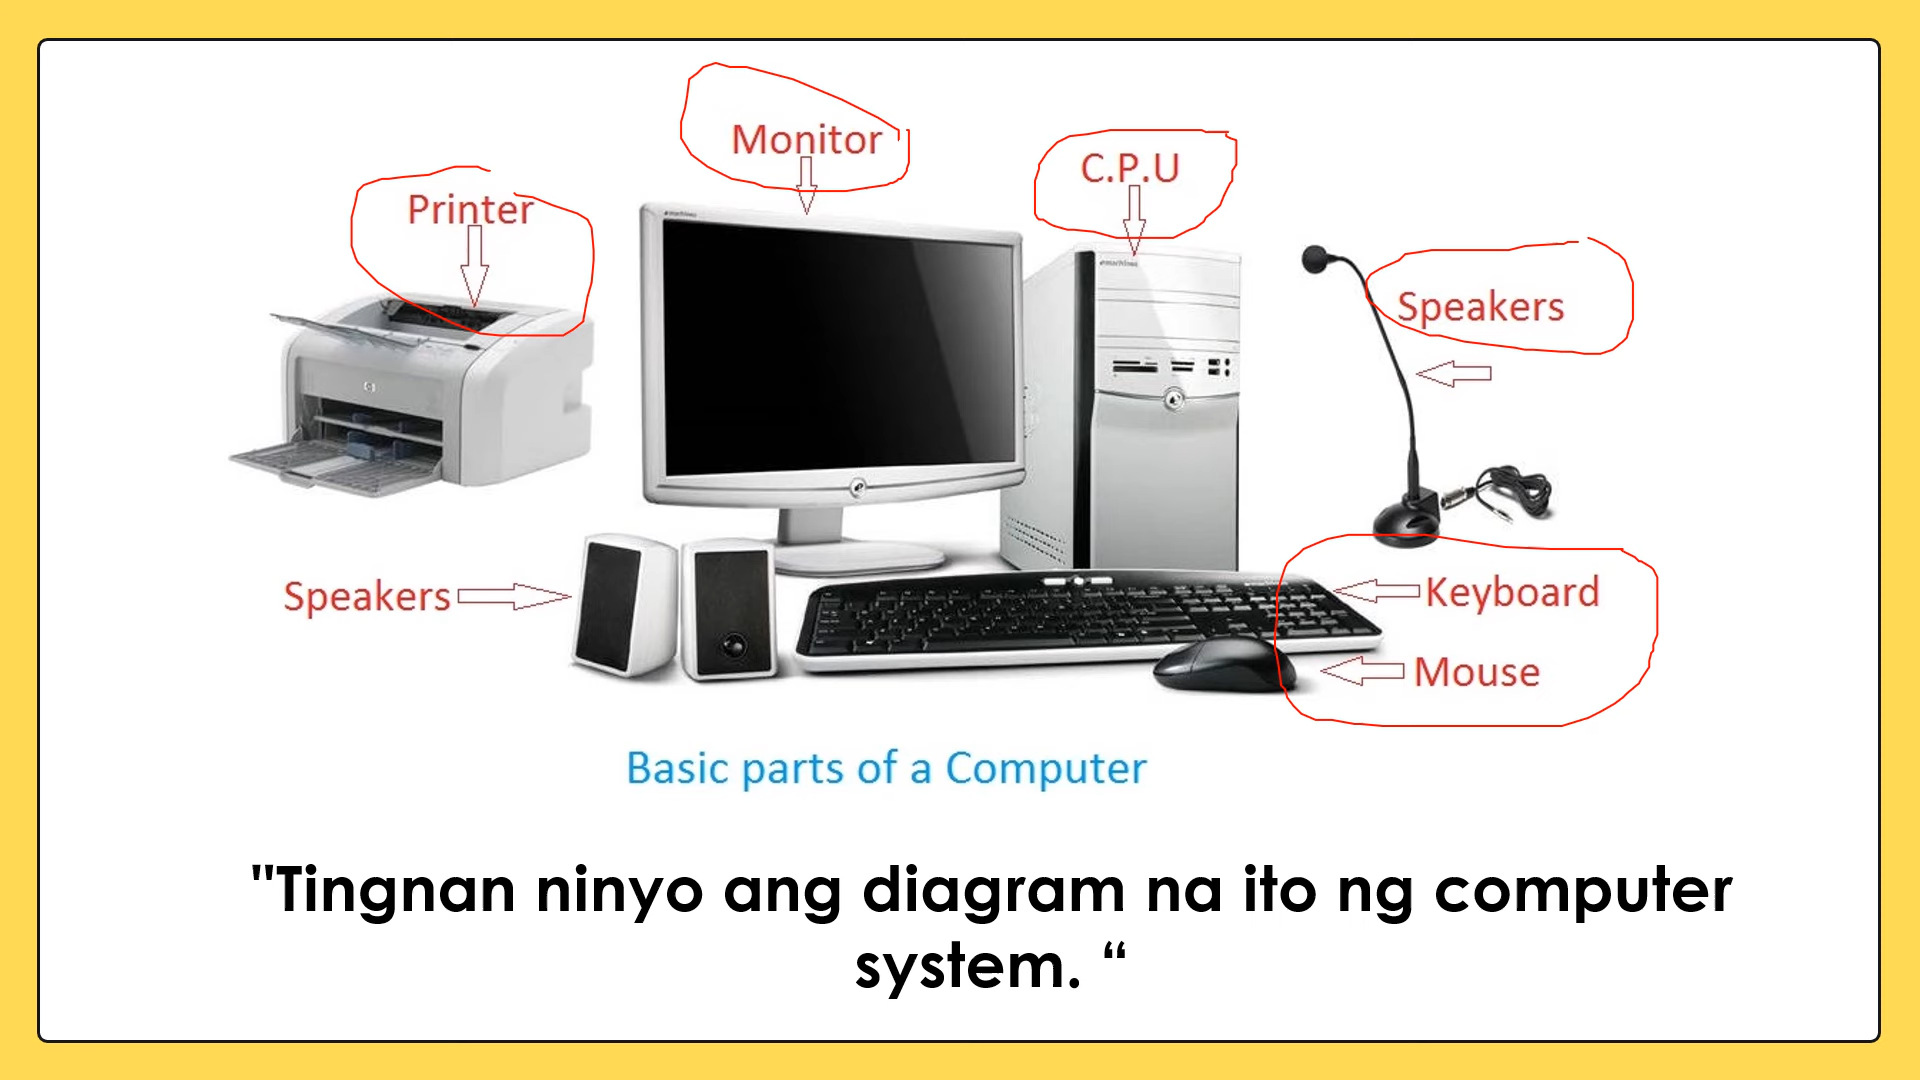 Monitor
C.P.U
Printer
Speakers
Speakers
Keyboard
Mouse
Basic parts of a Computer
"Tingnan ninyo ang diagram na ito ng computer
system. “